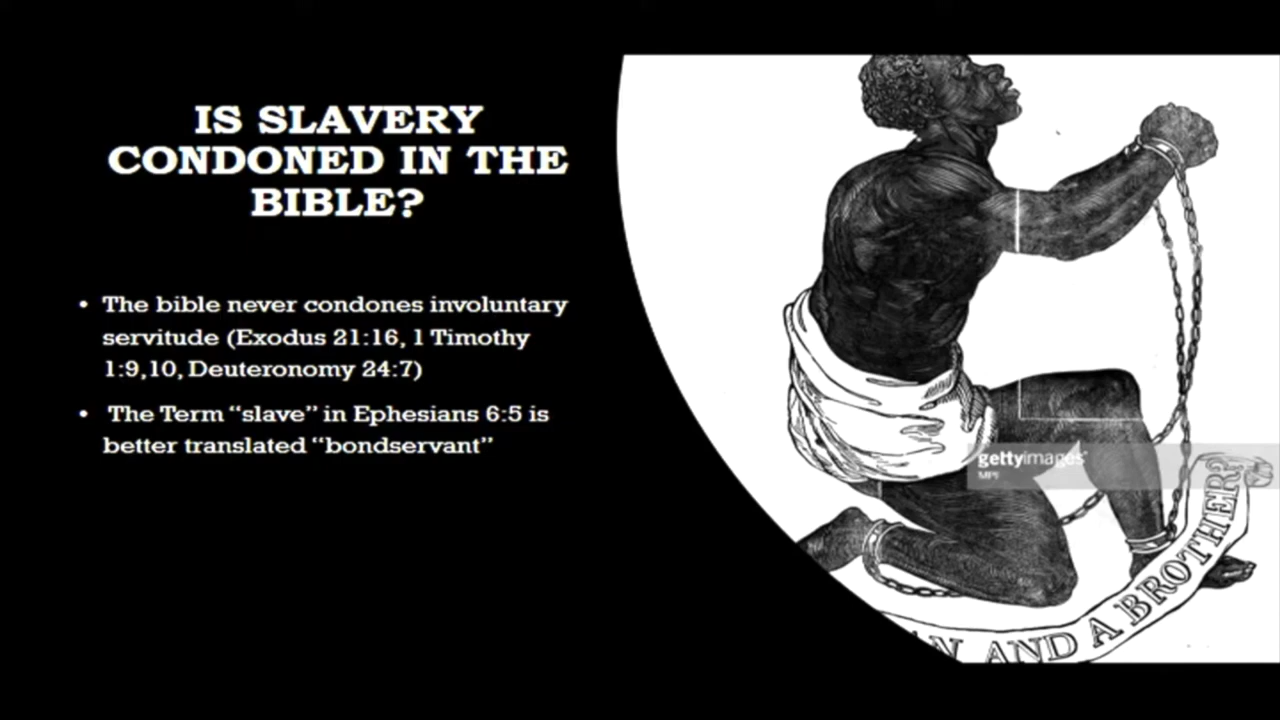 IS SLAVERY
CONDONED IN THE
BIBLE?
• The bible never condones involuntary
servitude (Exodus 21:16, 1 Timothy
1:9,10, Deuteronomy 24:7)
• The Term “slave” in Ephesians 6:5 is
better translated “bondservant”
gettyimages
MPI
AND A BROTHER?